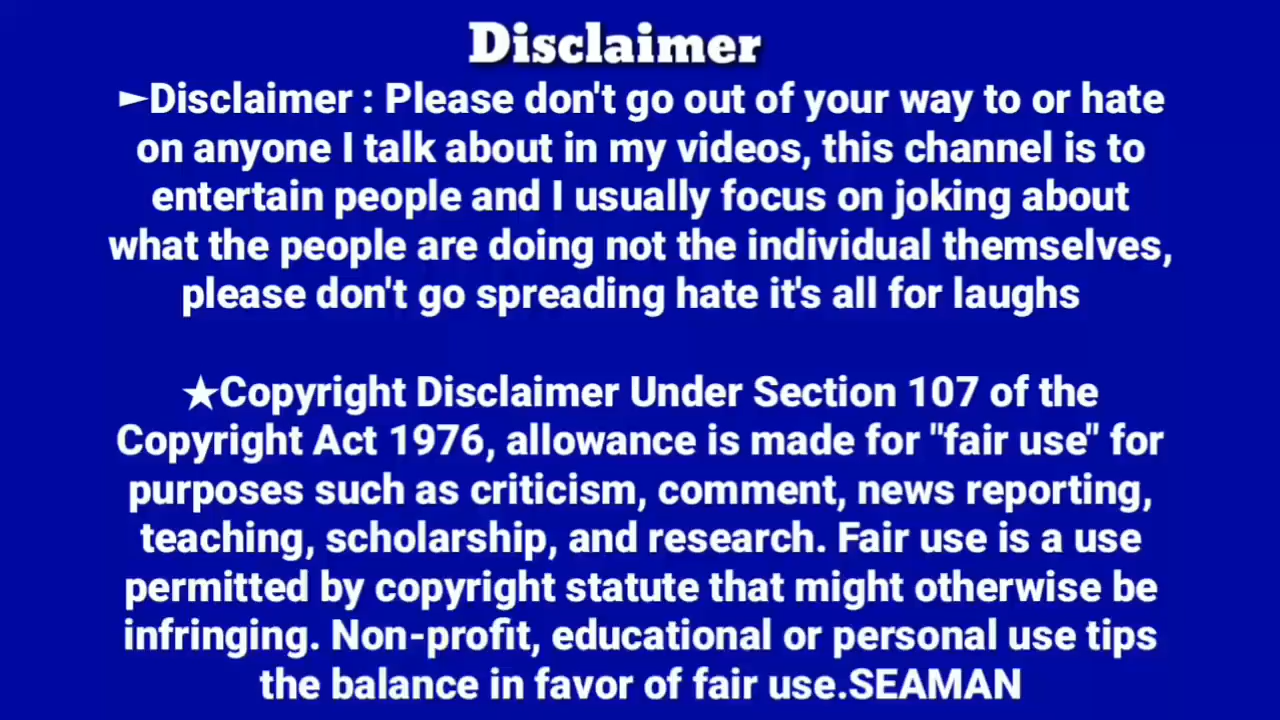 Disclaimer
►Disclaimer : Please don't go out of your way to or hate
on anyone I talk about in my videos, this channel is to
entertain people and I usually focus on joking about
what the people are doing not the individual themselves,
please don't go spreading hate it's all for laughs
★Copyright Disclaimer Under Section 107 of the
Copyright Act 1976, allowance is made for "fair use" for
purposes such as criticism, comment, news reporting,
teaching, scholarship, and research. Fair use is a use
permitted by copyright statute that might otherwise be
infringing. Non-profit, educational or personal use tips
the balance in favor of fair use.SEAMAN